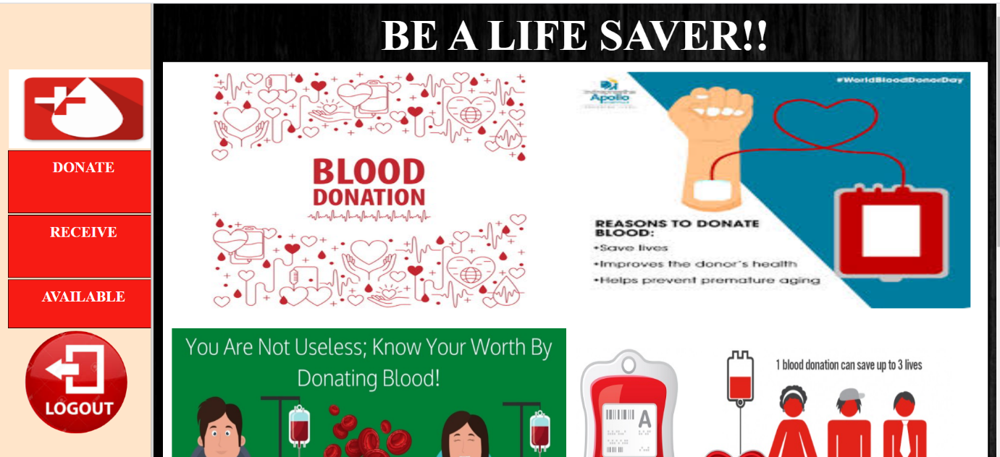 BE A LIFE SAVER!!
DONATE
RECEIVE
AVAILABLE
LOGOUT
BLOOD
DONATION
#WorldBloodDonorDay
Apollo
REASONS TO DONATE
BLOOD:
•Save lives
•Improves the donor's health
•Helps prevent premature aging
You Are Not Useless; Know Your Worth By
Donating Blood!
A
1 blood donation can save up to 3 lives